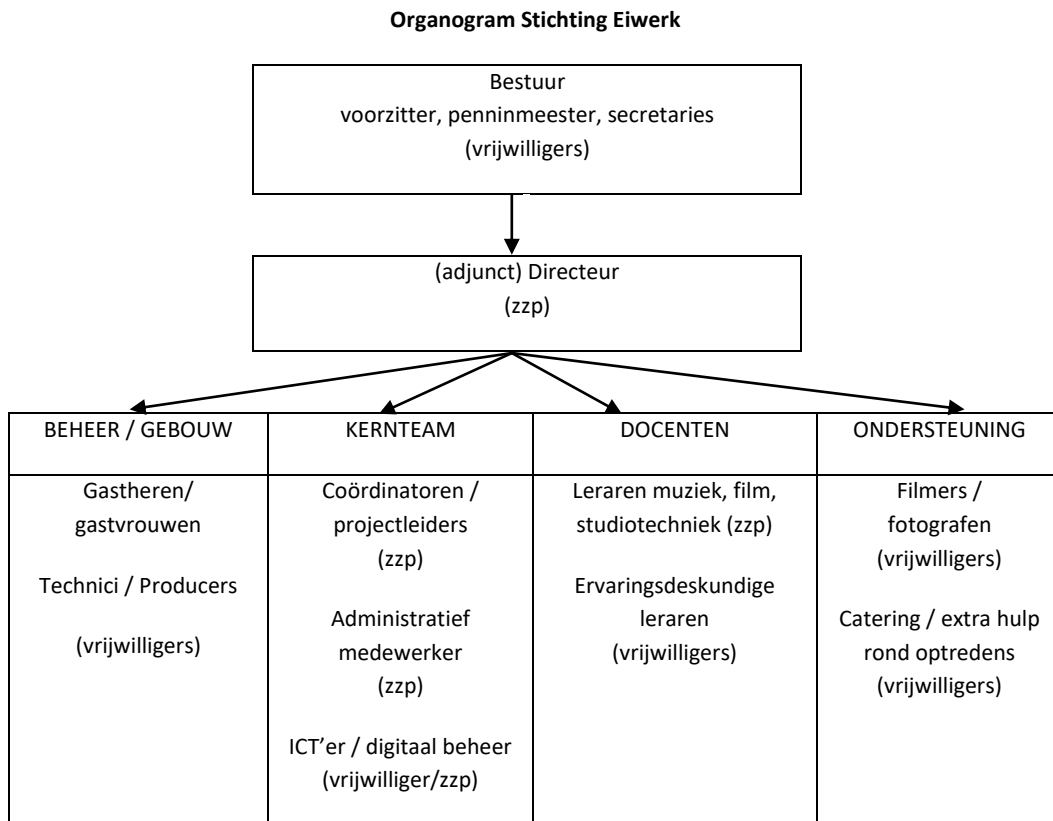 Organogram Stichting Eiwerk
Bestuur
voorzitter, penninmeester, secretaries
(vrijwilligers)
(adjunct) Directeur
(zzp)
BEHEER / GEBOUW
Gastheren/
gastvrouwen
Technici / Producers
(vrijwilligers)
KERNTEAM
Coördinatoren /
projectleiders
(zzp)
Administratief
medewerker
(zzp)
ICT’er / digitaal beheer
(vrijwilliger/zzp)
DOCENTEN
Leraren muziek, film,
studiotechniek (zzp)
Ervaringsdeskundige
leraren
(vrijwilligers)
ONDERSTEUNING
Filmers /
fotografen
(vrijwilligers)
Catering / extra hulp
rond optredens
(vrijwilligers)